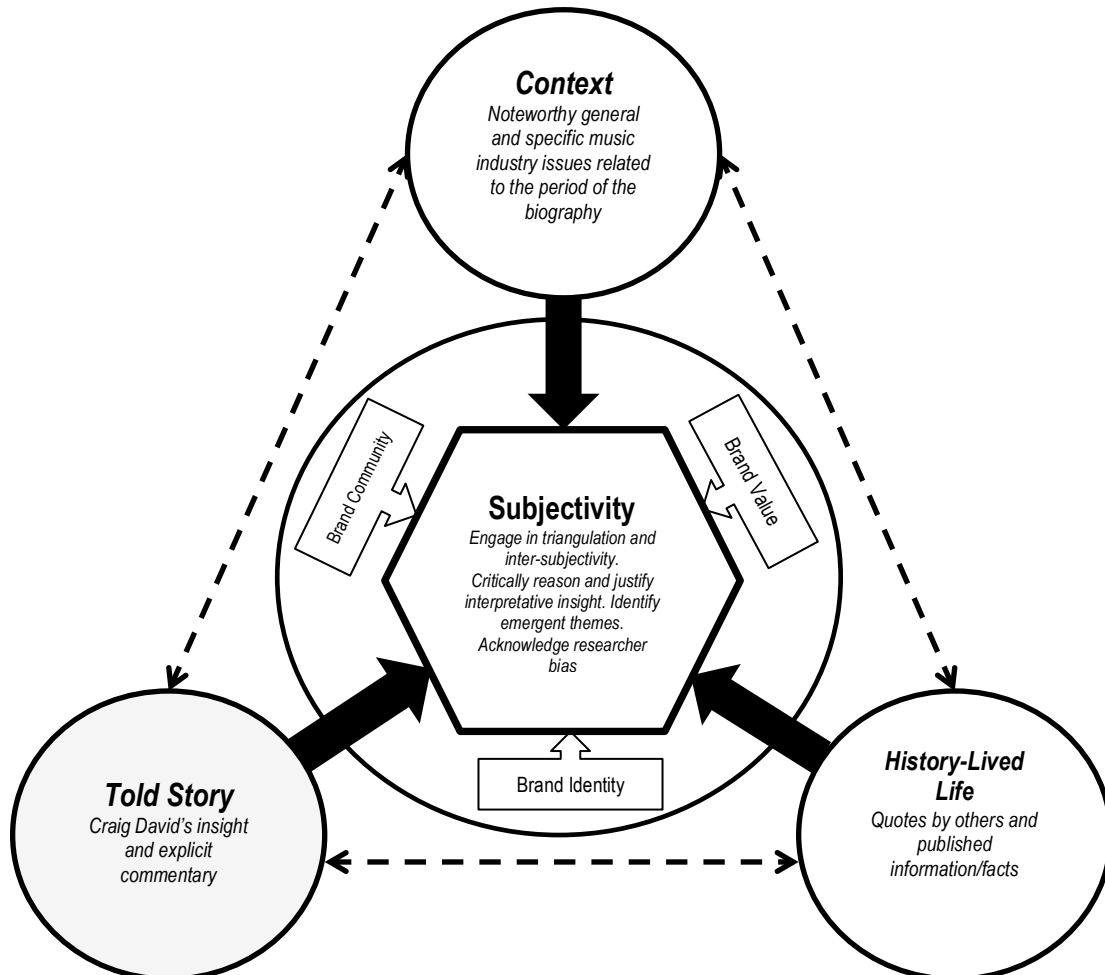 Context
Noteworthy general
and specific music
industry issues related
to the period of the
biography
Brand Community
Brand Value
Subjectivity
Engage in triangulation and
inter-subjectivity.
Critically reason and justify
interpretative insight. Identify
emergent themes.
Acknowledge researcher
bias
Brand Identity
Told Story
Craig David's insight
and explicit
commentary
History-Lived
Life
Quotes by others and
published
information/facts